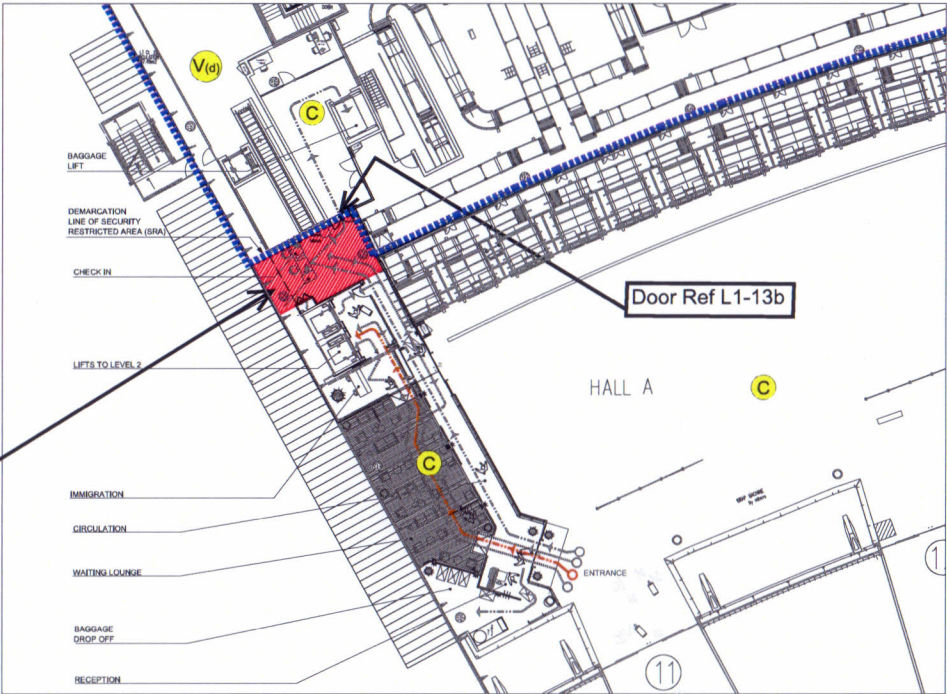 V(d)
C
BAGGAGE
LIFT
DEMARCATION
LINE OF SECURITY
RESTRICTED AREA (SRA)
CHECK IN
Door Ref L1-13b
LIFTS TO LEVEL 2
HALL A
C
C
IMMIGRATION
CIRCULATION
WAITING LOUNGE
ENTRANCE
BAGGAGE
DROP OFF
RECEPTION
11
1